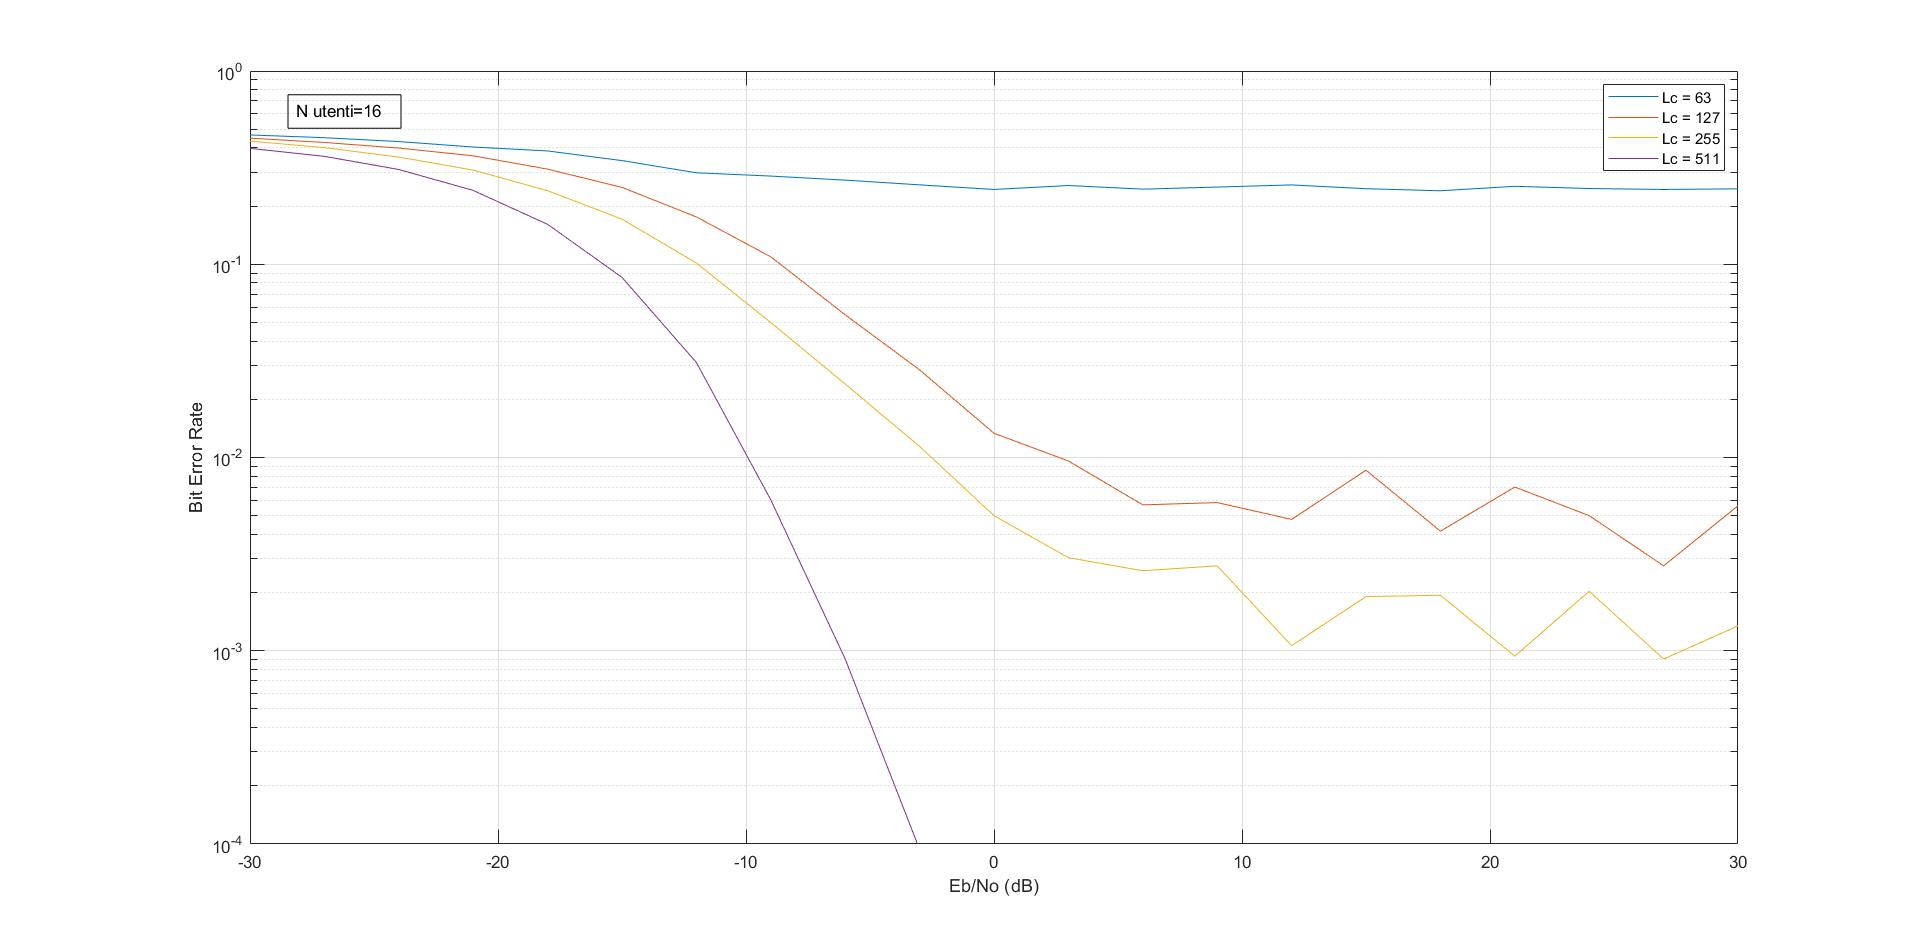 10^0
N utenti=16
Lc = 63
Lc = 127
Lc = 255
Lc = 511
10^-1
10^-2
10^-3
10^-4
Bit Error Rate
-30 -20 -10 0 10 20 30
Eb/No (dB)